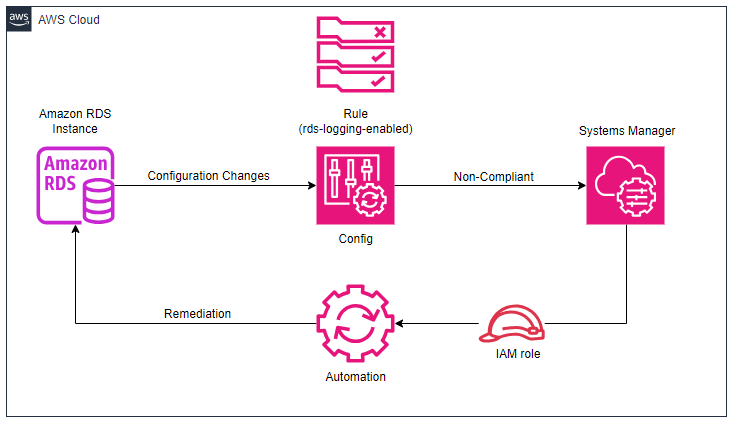 aws
AWS Cloud
Rule
(rds-logging-enabled)
Amazon RDS
Instance
Systems Manager
Amazon
RDS
Configuration Changes
Non-Compliant
Config
Remediation
IAM role
Automation